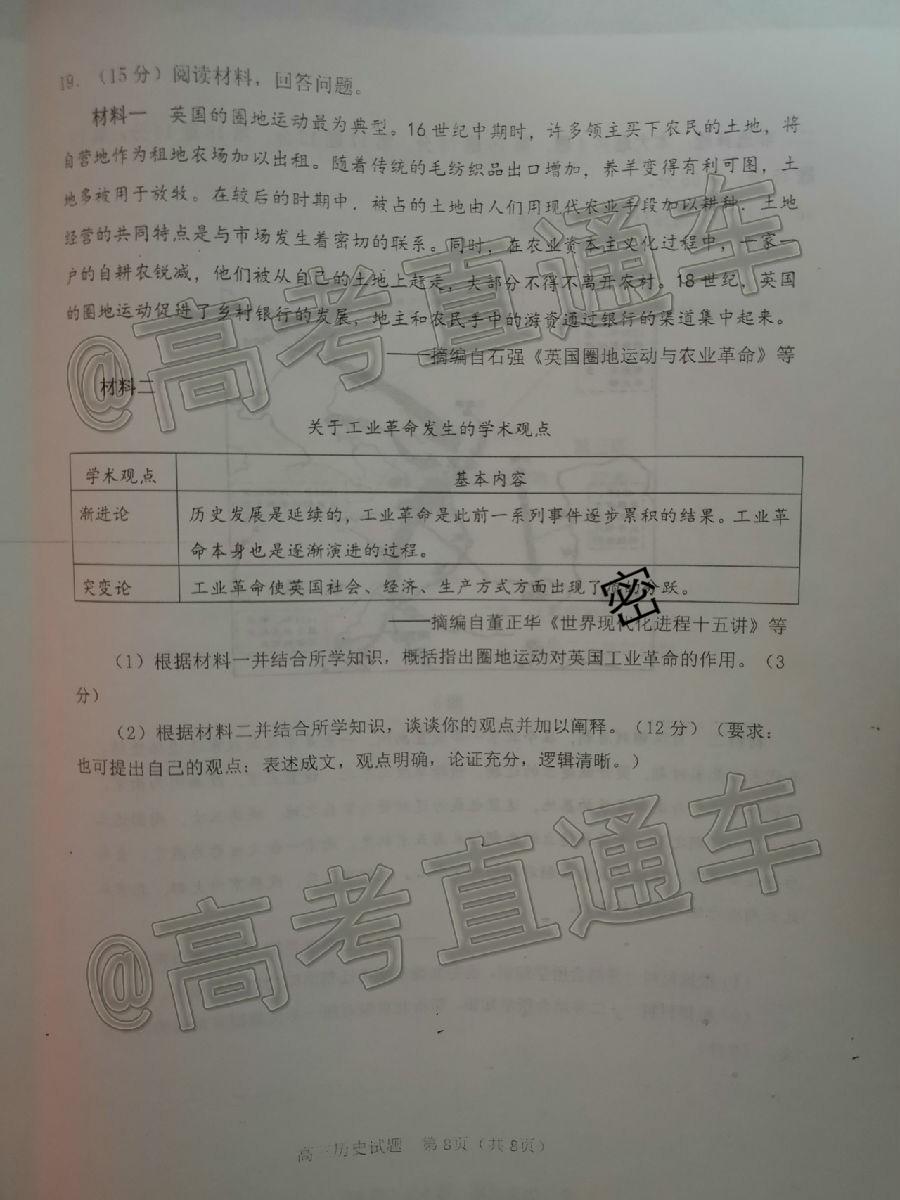 19. （15分）阅读材料，回答问题。
材料一 英国的圈地运动最为典型。16世纪中期时，许多领主买下农民的土地，将
自营地作为租地农场加以出租。随着传统的毛纺织品出口增加，养羊变得有利可图，土
地多被用于放牧。在较后的时期中，被占的土地由人们用现代农业手段加以耕种。土地
经营的共同特点是与市场发生着密切的联系。同时，在农业资本主义化过程中，一家一
户的自耕农锐减，他们被从自己的土地上赶走，大部分不得不离开农村。18世纪，英国
的圈地运动促进了乡村银行的发展，地主和农民手中的游资通过银行的渠道集中起来。
——摘编自石强《英国圈地运动与农业革命》等
材料二
关于工业革命发生的学术观点
学术观点 基本内容
渐进论 历史发展是延续的，工业革命是此前一系列事件逐步累积的结果。工业革
命本身也是逐渐演进的过程。
突变论 工业革命使英国社会、经济、生产方式方面出现了 分跃。
——摘编自董正华《世界现代化进程十五讲》等
（1）根据材料一并结合所学知识，概括指出圈地运动对英国工业革命的作用。（3
分）
（2）根据材料二并结合所学知识，谈谈你的观点并加以阐释。（12分）（要求：
也可提出自己的观点；表述成文，观点明确，论证充分，逻辑清晰。）
高三历史试题 第8页（共8页）
@高考直通车
@高考直通车
密